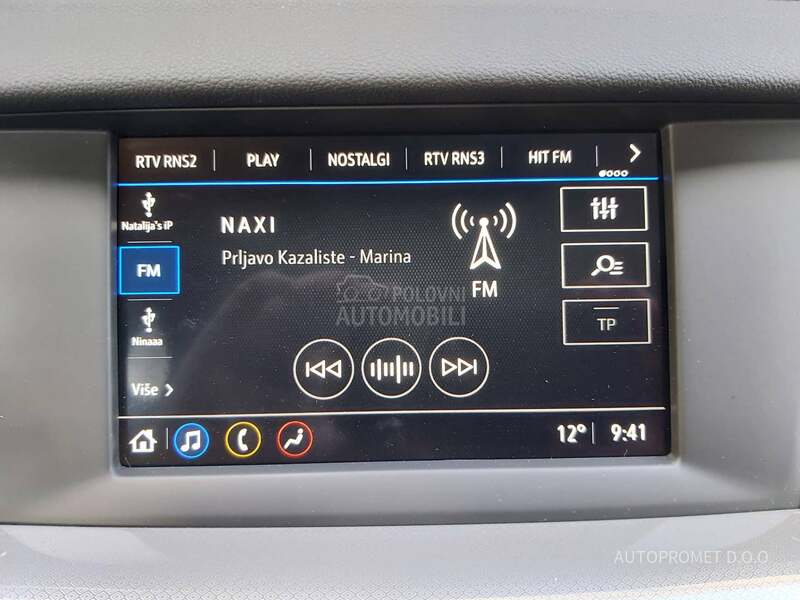 RTV RNS2 PLAY NOSTALGI RTV RNS3 HIT FM
Natalija's iP
NAXI
Prljavo Kazaliste - Marina
FM
FM
POLOVNI
AUTOMOBILI
TP
Ninaaa
Više
12° 9:41
AUTOPROMET D.O.O